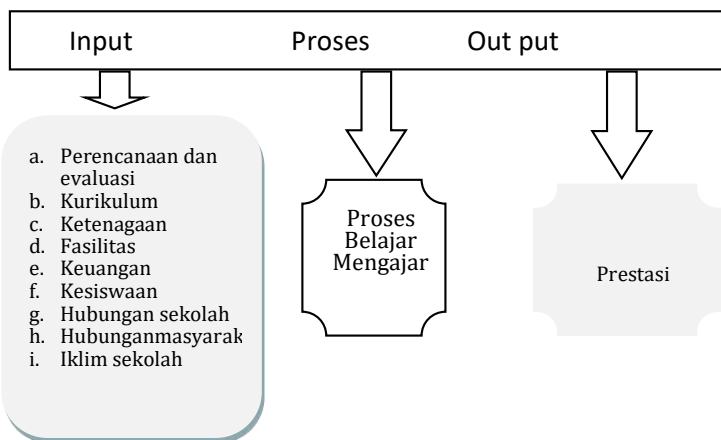 Input Proses Out put
a. Perencanaan dan
evaluasi
b. Kurikulum
c. Ketenagaan
d. Fasilitas
e. Keuangan
f. Kesiswaan
g. Hubungan sekolah
h. Hubunganmasyarak
i. Iklim sekolah
Proses
Belajar
Mengajar
Prestasi